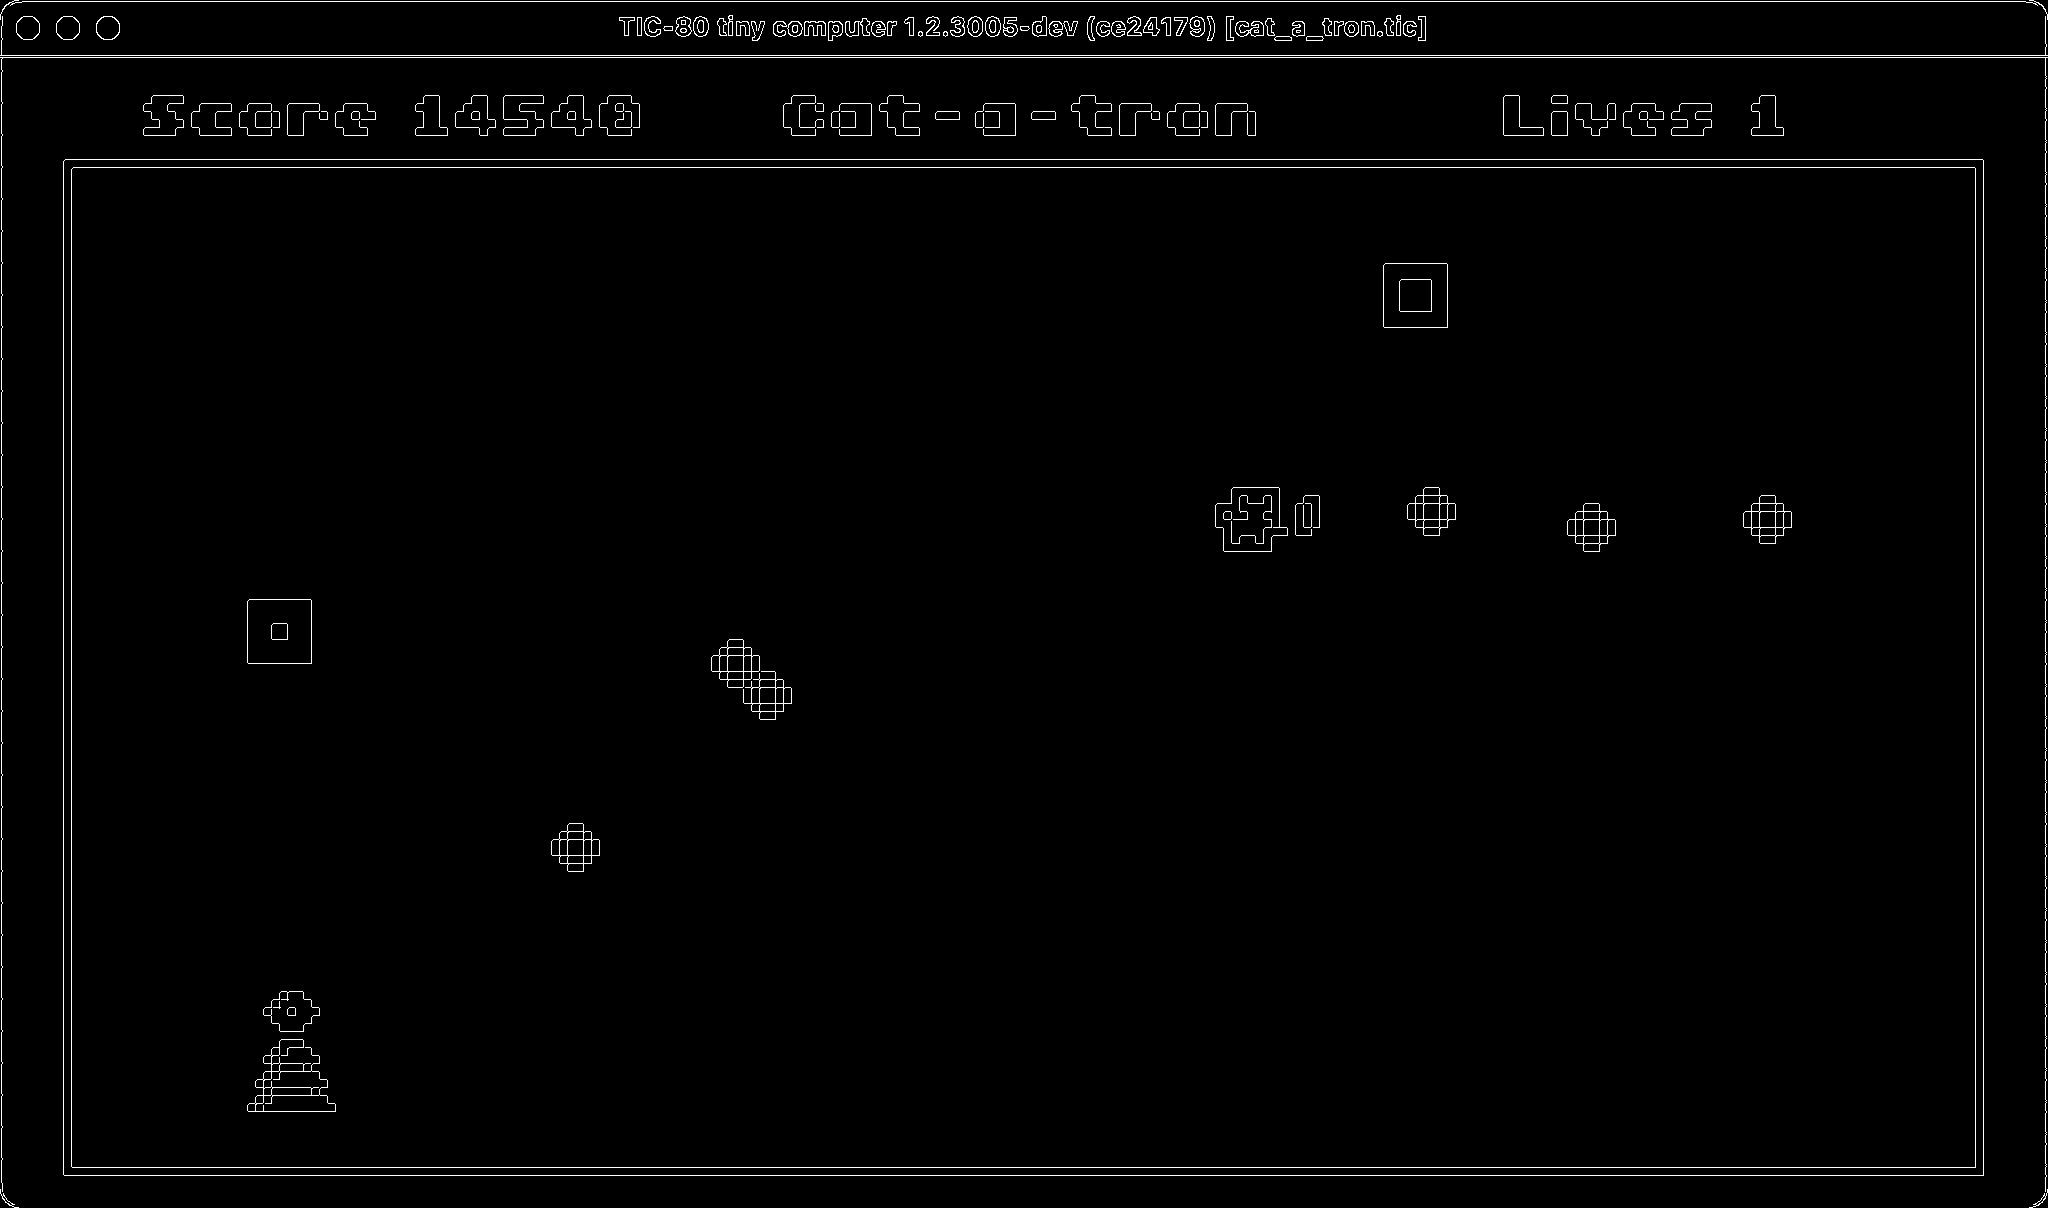 TIC-80 tiny computer 1.2.3005-dev (ce24179) [cat_a_tron.tic]
Score 14540 Cat-a-tron Lives 1